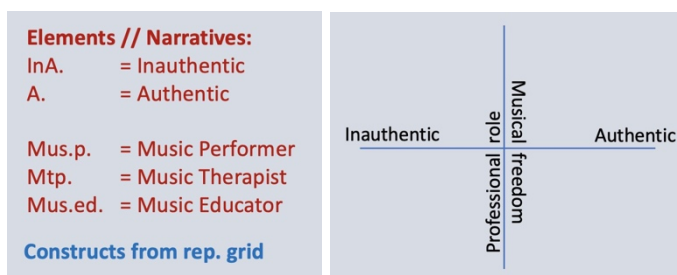 Elements // Narratives:
InA. = Inauthentic
A. = Authentic
Mus.p. = Music Performer
Mtp. = Music Therapist
Mus.ed. = Music Educator
Constructs from rep. grid
Inauthentic
Professional role
Musical freedom
Authentic